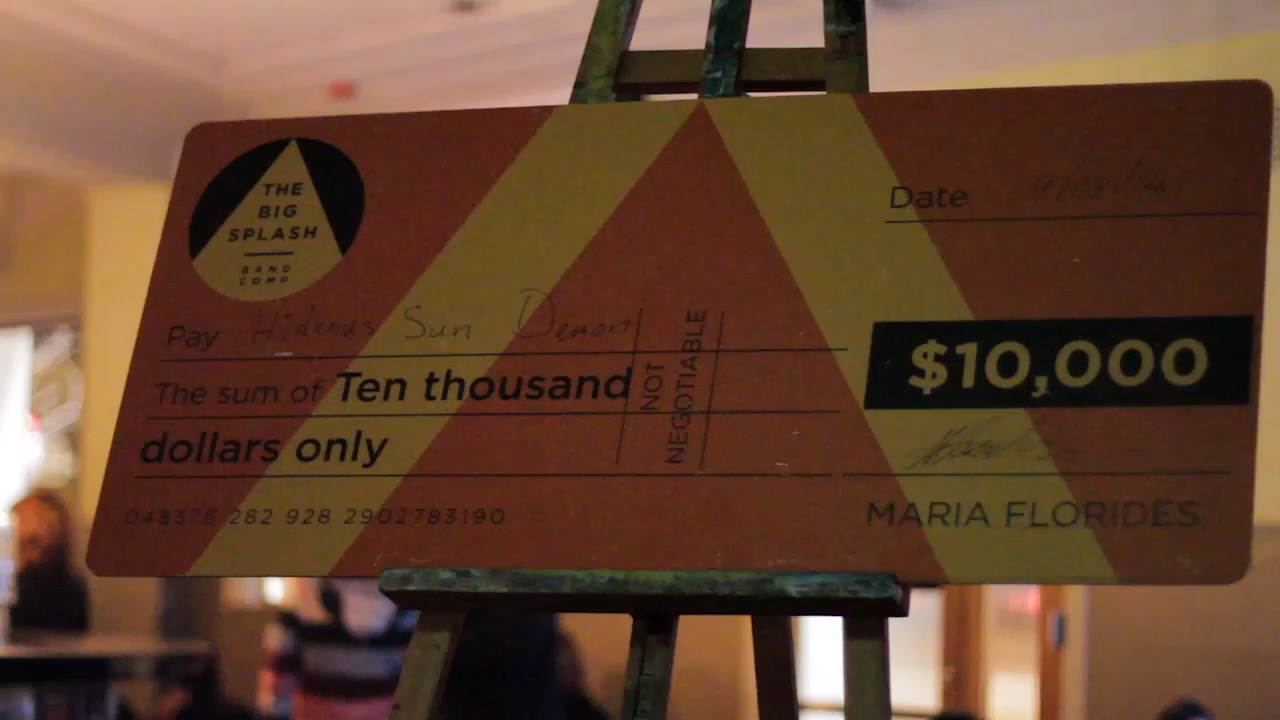 THE
BIG
SPLASH
BAND
COMP
Date
Pay Hideous Sun Demon
The sum of Ten thousand
dollars only
NOT
NEGOTIABLE
$10,000
048576 282 928 2902783190
MARIA FLORIDES